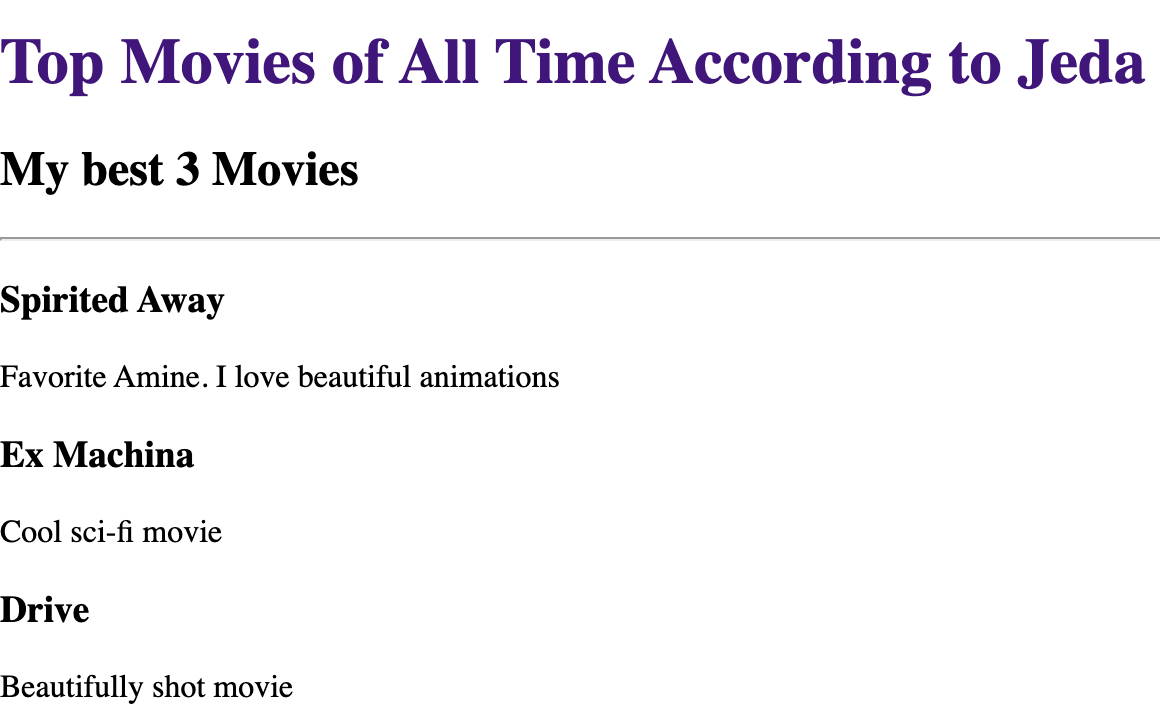 Top Movies of All Time According to Jeda
My best 3 Movies
Spirited Away
Favorite Amine. I love beautiful animations
Ex Machina
Cool sci-fi movie
Drive
Beautifully shot movie